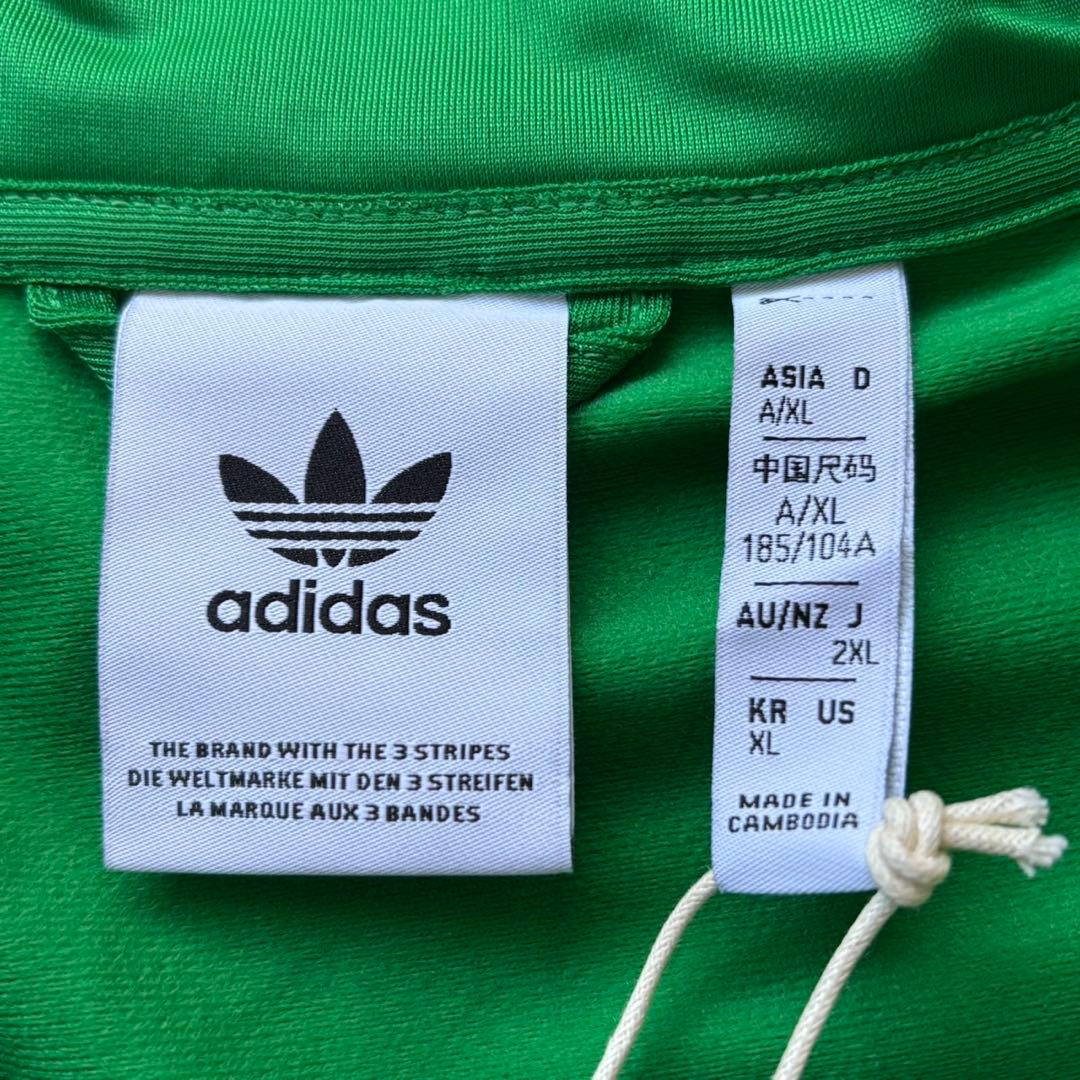 adidas
THE BRAND WITH THE 3 STRIPES
DIE WELTMARKE MIT DEN 3 STREIFEN
LA MARQUE AUX 3 BANDES
ASIA D
A/XL
中国尺码
A/XL
185/104A
AU/NZ J
2XL
KR US
XL
MADE IN
CAMBODIA